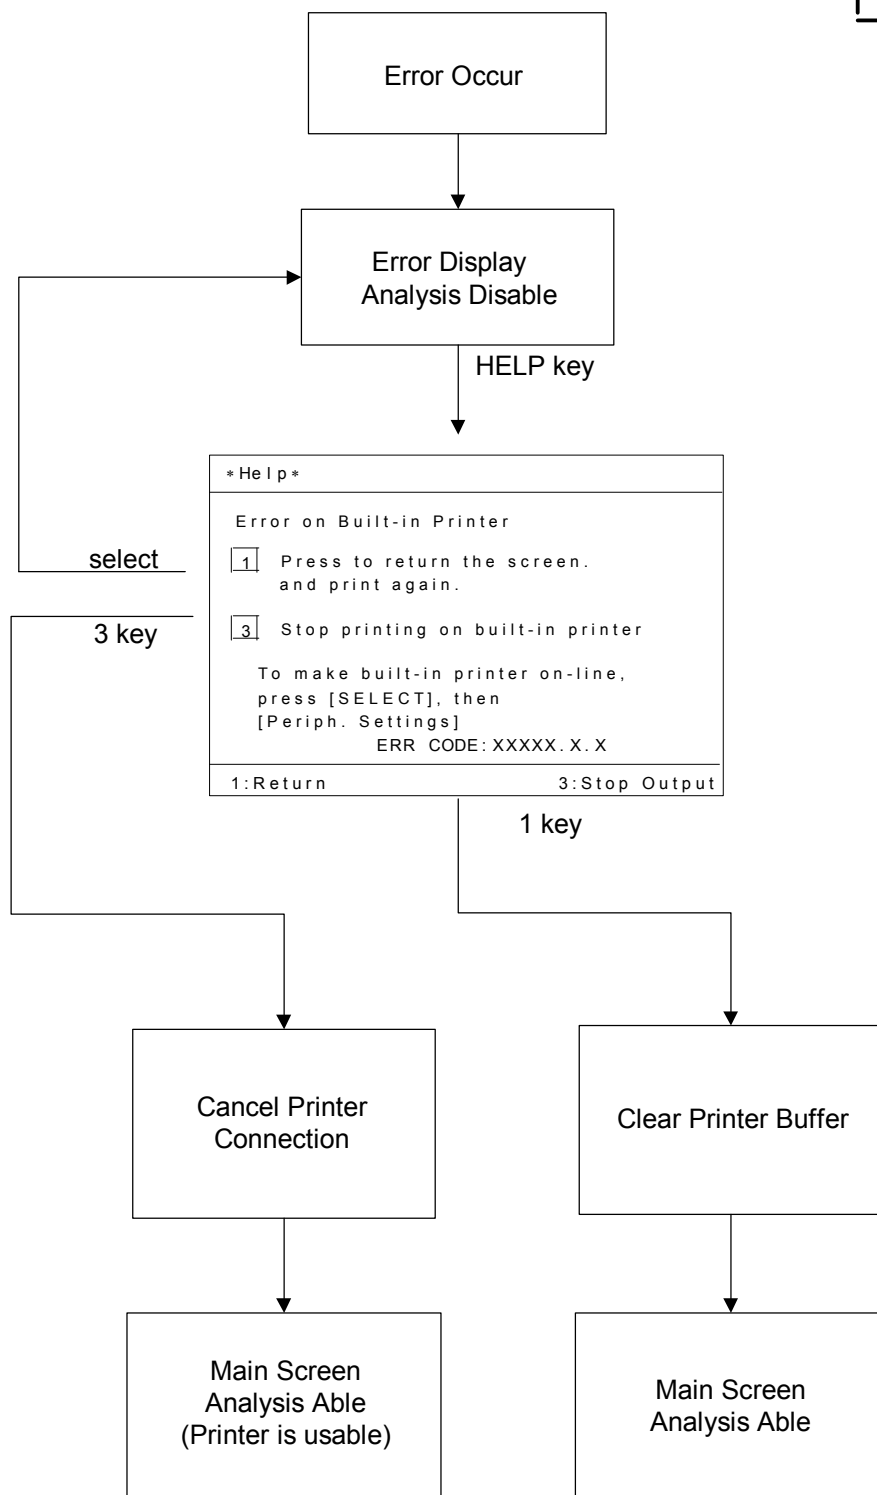 Error Occur
Error Display
Analysis Disable
HELP key
*Help*
Error on Built-in Printer
1 Press to return the screen.
and print again.
3 Stop printing on built-in printer
To make built-in printer on-line,
press [SELECT], then
[Periph. Settings]
ERR CODE:XXXXX.X.X
1:Return 3:Stop Output
select
3 key
1 key
Cancel Printer
Connection
Clear Printer Buffer
Main Screen
Analysis Able
(Printer is usable)
Main Screen
Analysis Able